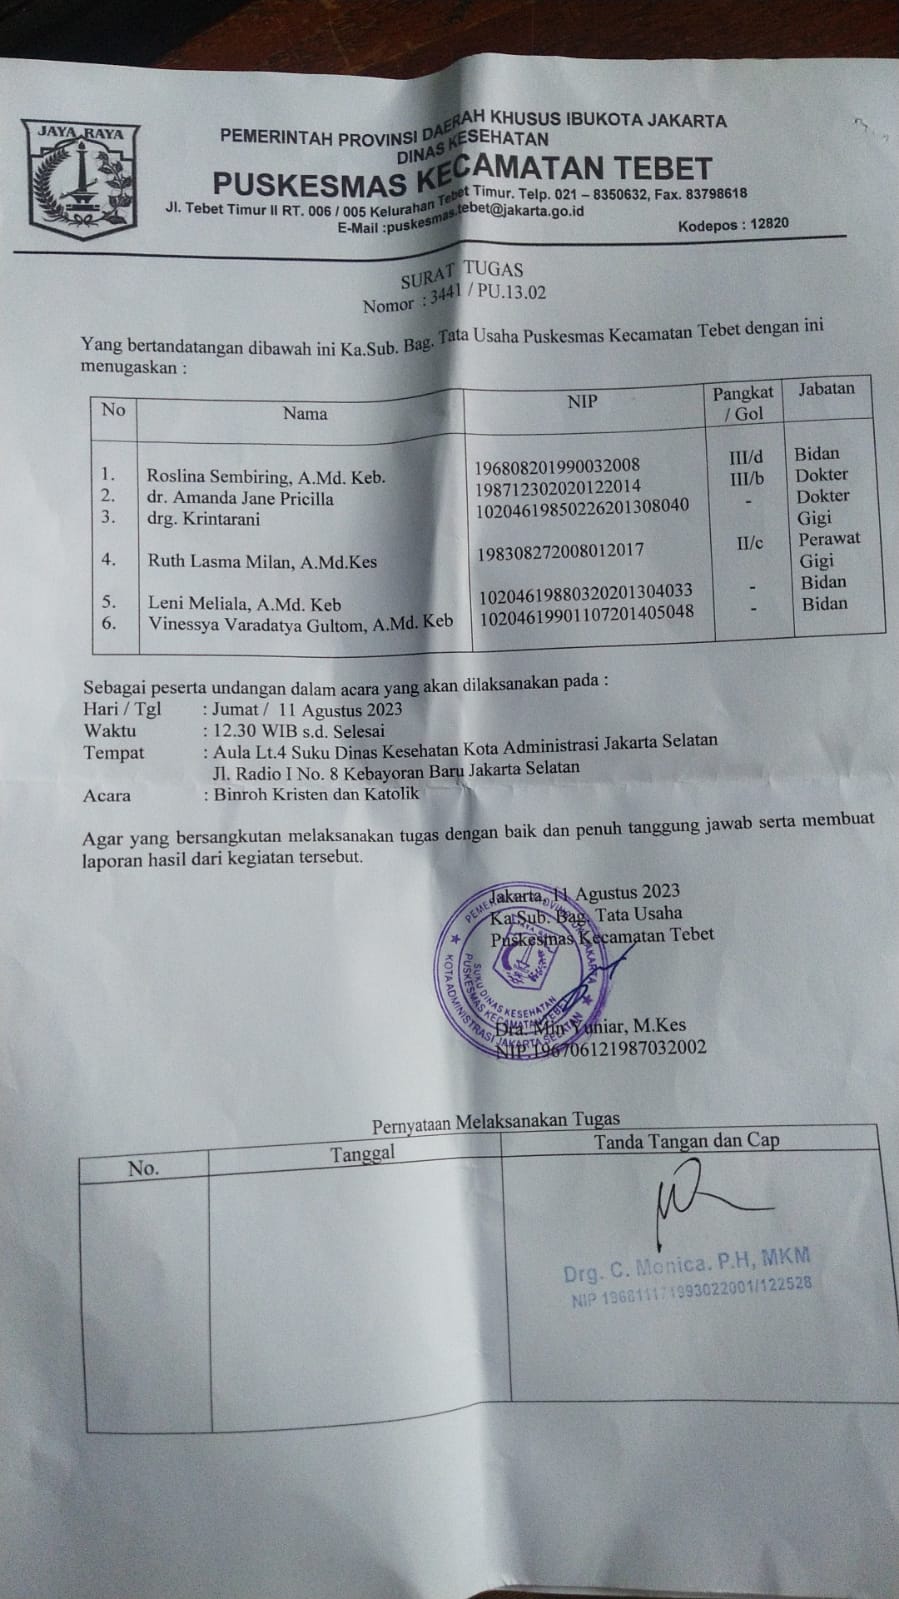 JAYA RAYA
PEMERINTAH PROVINSI DAERAH KHUSUS IBUKOTA JAKARTA
DINAS KESEHATAN
PUSKESMAS KECAMATAN TEBET
Jl. Tebet Timur II RT. 006 / 005 Kelurahan Tebet Timur. Telp. 021 – 8350632, Fax. 83798618
E-Mail :puskesmas.tebet@jakarta.go.id
Kodepos : 12820
SURAT TUGAS
Nomor : 3441 / PU.13.02
Yang bertandatangan dibawah ini Ka.Sub. Bag. Tata Usaha Puskesmas Kecamatan Tebet dengan ini
menugaskan :
No Nama NIP Pangkat / Gol Jabatan
1. Roslina Sembiring, A.Md. Keb. 196808201990032008 III/d Bidan
2. dr. Amanda Jane Pricilla 198712302020122014 III/b Dokter
3. drg. Krintarani 10204619850226201308040 - Dokter Gigi
4. Ruth Lasma Milan, A.Md.Kes 198308272008012017 II/c Perawat Gigi
5. Leni Meliala, A.Md. Keb 10204619880320201304033 - Bidan
6. Vinessya Varadatya Gultom, A.Md. Keb 10204619901107201405048 - Bidan
Sebagai peserta undangan dalam acara yang akan dilaksanakan pada :
Hari / Tgl : Jumat / 11 Agustus 2023
Waktu : 12.30 WIB s.d. Selesai
Tempat : Aula Lt.4 Suku Dinas Kesehatan Kota Administrasi Jakarta Selatan
Jl. Radio I No. 8 Kebayoran Baru Jakarta Selatan
Acara : Binroh Kristen dan Katolik
Agar yang bersangkutan melaksanakan tugas dengan baik dan penuh tanggung jawab serta membuat
laporan hasil dari kegiatan tersebut.
Jakarta, 11 Agustus 2023
Ka.Sub. Bag. Tata Usaha
Puskesmas Kecamatan Tebet
SUKU DINAS KESEHATAN
PUSKESMAS KECAMATAN TEBET
KOTA ADMINISTRASI JAKARTA SELATAN
Dra. Min Yuniar, M.Kes
NIP.196706121987032002
Pernyataan Melaksanakan Tugas
No. Tanggal Tanda Tangan dan Cap
Drg. C. Monica. P.H, MKM
NIP 196811171993022001/122528